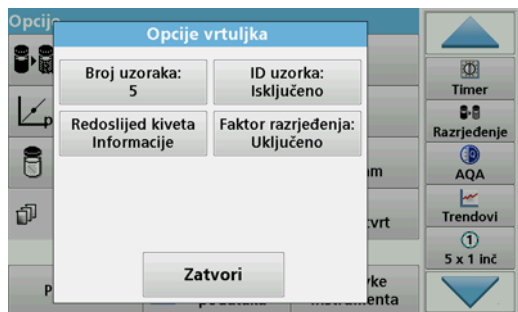 Opcije
Opcije vrtuljka
Broj uzoraka:
5
ID uzorka:
Isključeno
Redoslijed kiveta
Informacije
Faktor razrjeđenja:
Uključeno
Zatvori
Timer
Razrjeđenje
AQA
Trendovi
5 x 1 inč